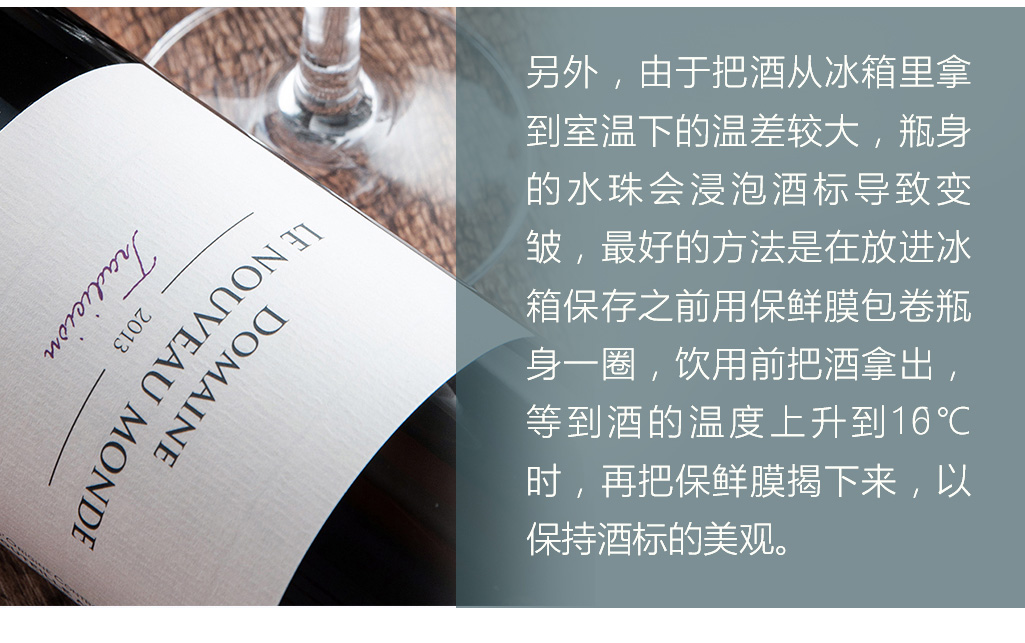 另外，由于把酒从冰箱里拿
到室温下的温差较大，瓶身
的水珠会浸泡酒标导致变
皱，最好的方法是在放进冰
箱保存之前用保鲜膜包卷瓶
身一圈，饮用前把酒拿出，
等到酒的温度上升到16℃
时，再把保鲜膜揭下来，以
保持酒标的美观。
LE NOUVEAU MONDE
DOMAINE
2013
Tradition